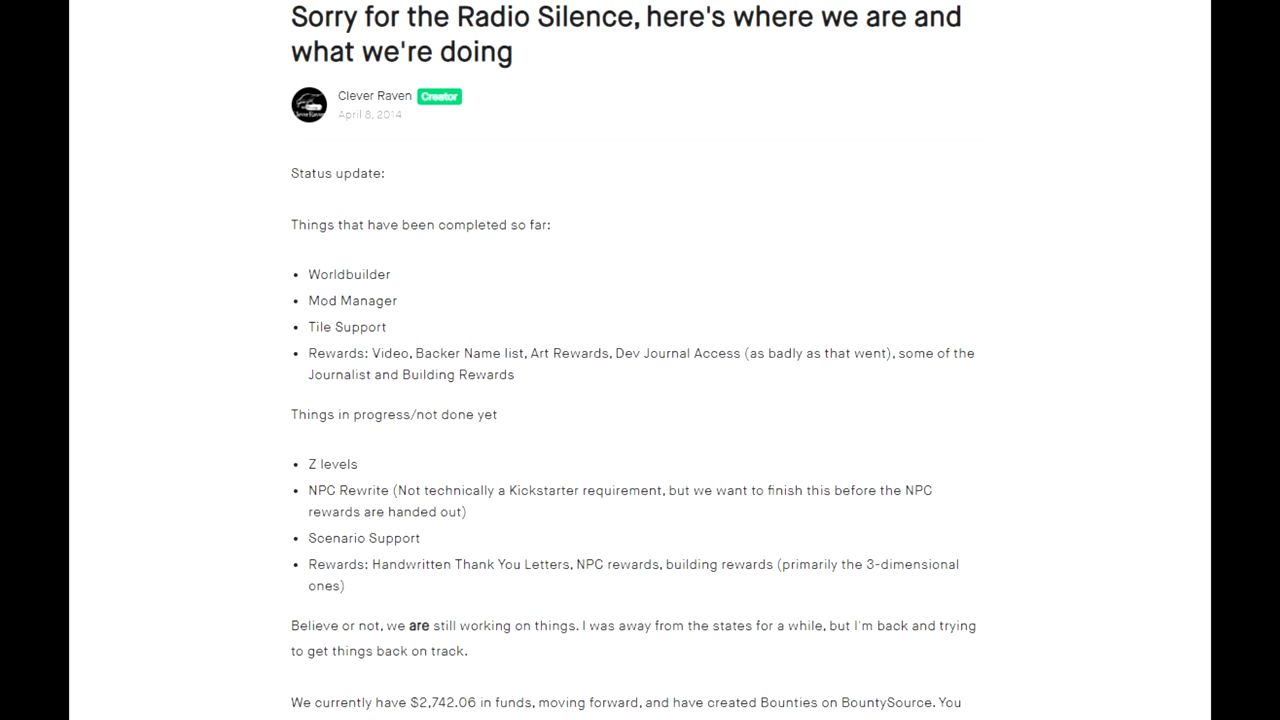 Sorry for the Radio Silence, here's where we are and
what we're doing
Clever Raven Creator
April 8, 2014
Status update:
Things that have been completed so far:
• Worldbuilder
• Mod Manager
• Tile Support
• Rewards: Video, Backer Name list, Art Rewards, Dev Journal Access (as badly as that went), some of the
Journalist and Building Rewards
Things in progress/not done yet
• Z levels
• NPC Rewrite (Not technically a Kickstarter requirement, but we want to finish this before the NPC
rewards are handed out)
• Scenario Support
• Rewards: Handwritten Thank You Letters, NPC rewards, building rewards (primarily the 3-dimensional
ones)
Believe or not, we are still working on things. I was away from the states for a while, but I'm back and trying
to get things back on track.
We currently have $2,742.06 in funds, moving forward, and have created Bounties on BountySource. You